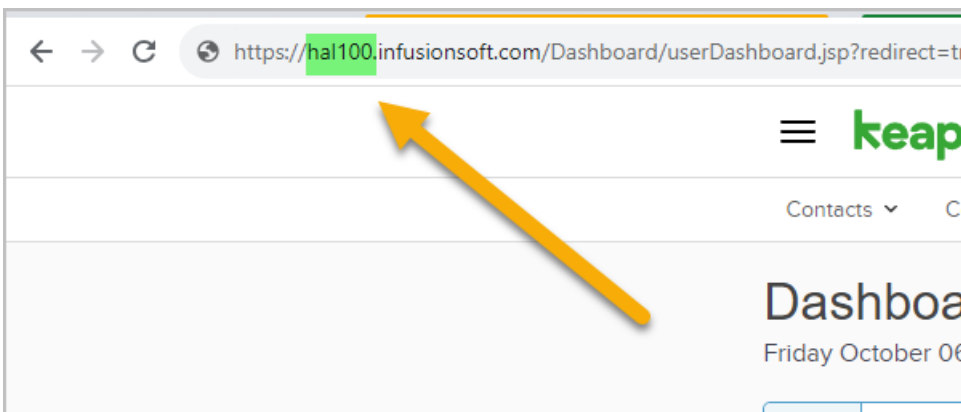 https://hal100.infusionsoft.com/Dashboard/userDashboard.jsp?redirect=t
keap
Contacts C
Dashboa
Friday October 06